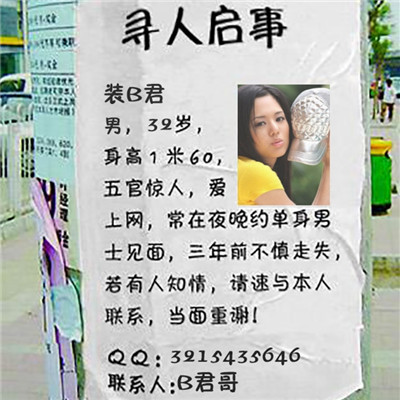 寻人启事
装B君
男，32岁，
身高1米60，
五官惊人，爱
上网，常在夜晚约单身男
士见面，三年前不慎走失，
若有人知情，请速与本人
联系，当面重谢!
QQ：3215435646
联系人:B君哥